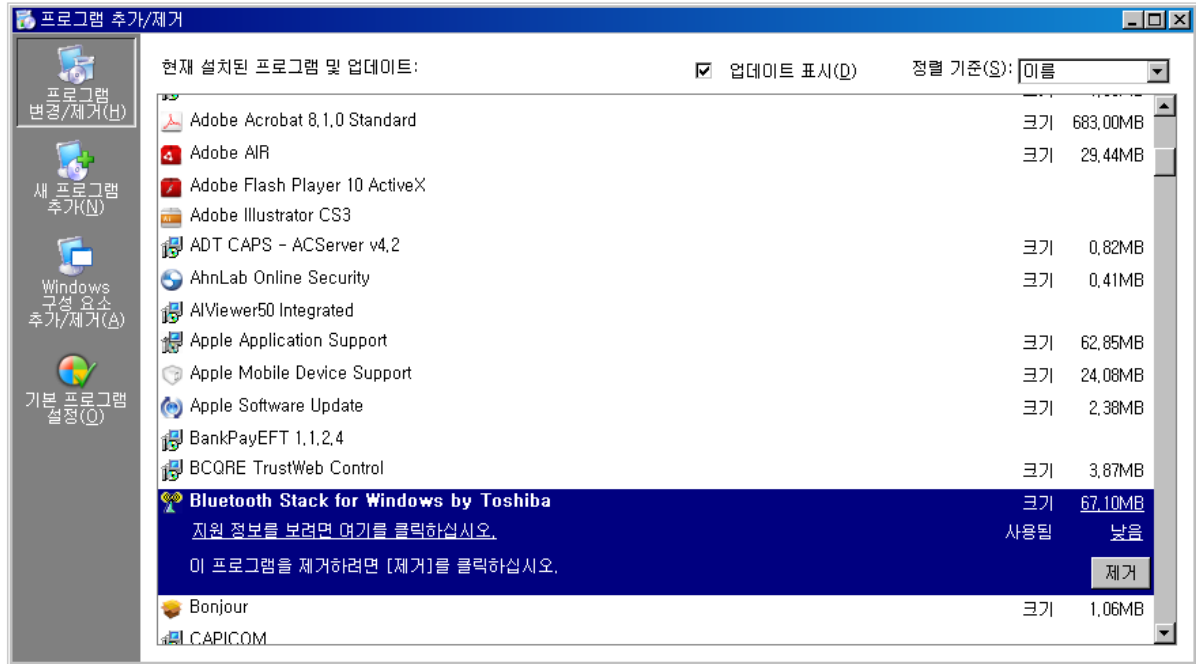 프로그램 추가/제거
프로그램
변경/제거(H)
새 프로그램
추가(N)
Windows
구성 요소
추가/제거(A)
기본 프로그램
설정(O)
현재 설치된 프로그램 및 업데이트:
업데이트 표시(D)
정렬 기준(S): 이름
Adobe Acrobat 8,1,0 Standard 크기 683,00MB
Adobe AIR 크기 29,44MB
Adobe Flash Player 10 ActiveX
Adobe Illustrator CS3
ADT CAPS - ACServer v4,2 크기 0,82MB
AhnLab Online Security 크기 0,41MB
AIViewer50 Integrated
Apple Application Support 크기 62,85MB
Apple Mobile Device Support 크기 24,08MB
Apple Software Update 크기 2,38MB
BankPayEFT 1,1,2,4
BCQRE TrustWeb Control 크기 3,87MB
Bluetooth Stack for Windows by Toshiba 크기 67,10MB
지원 정보를 보려면 여기를 클릭하십시오, 사용됨 낮음
이 프로그램을 제거하려면 [제거]를 클릭하십시오,
제거
Bonjour 크기 1,06MB
CAPICOM